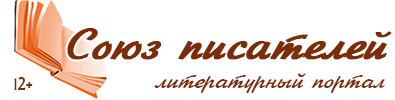 Союз писателей
12+
литературный портал